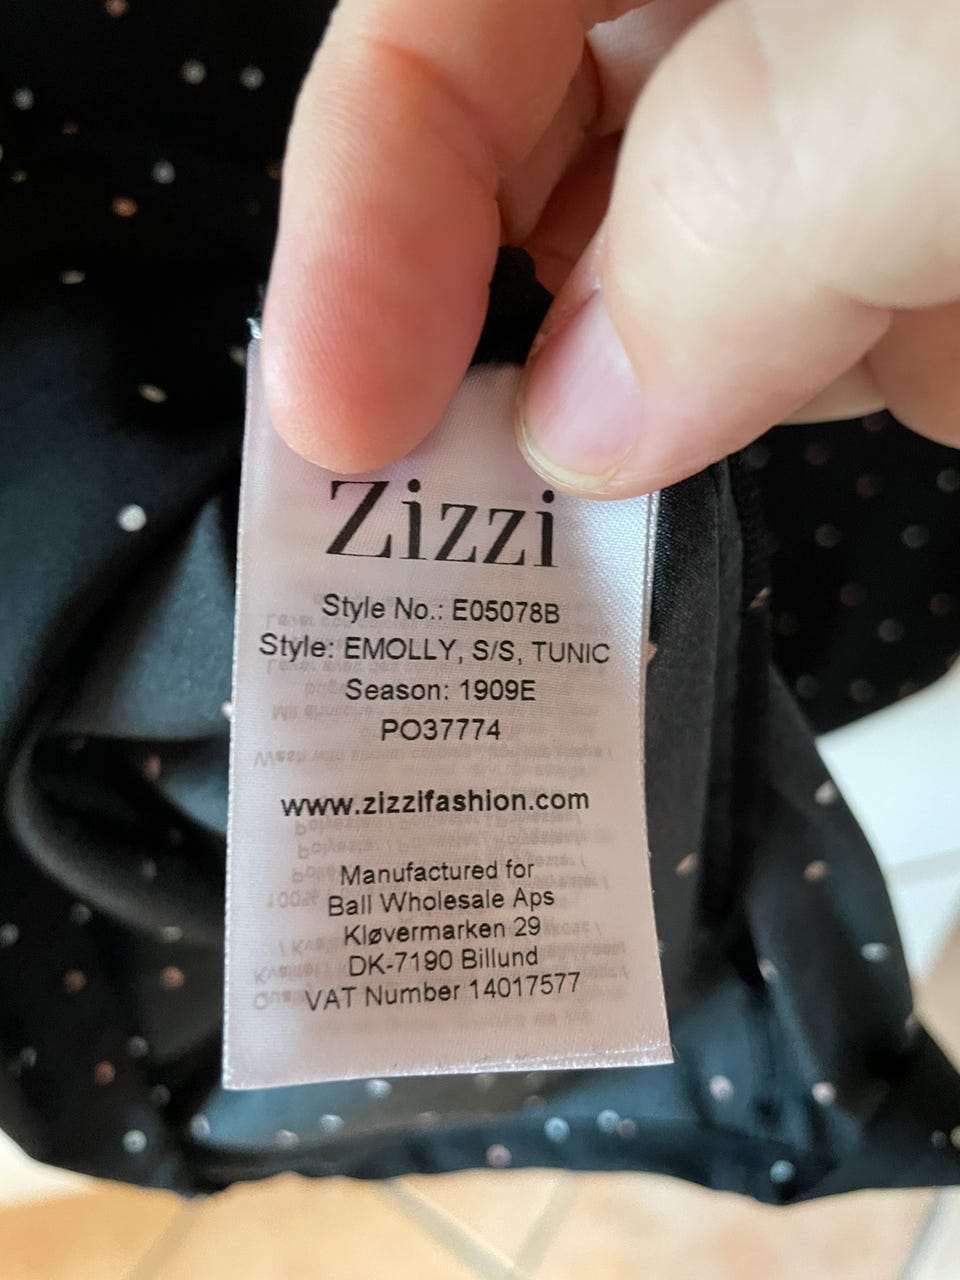 Zizzi
Style No.: E05078B
Style: EMOLLY, S/S, TUNIC
Season: 1909E
PO37774
www.zizzifashion.com
Manufactured for
Ball Wholesale Aps
Kløvermarken 29
DK-7190 Billund
VAT Number 14017577